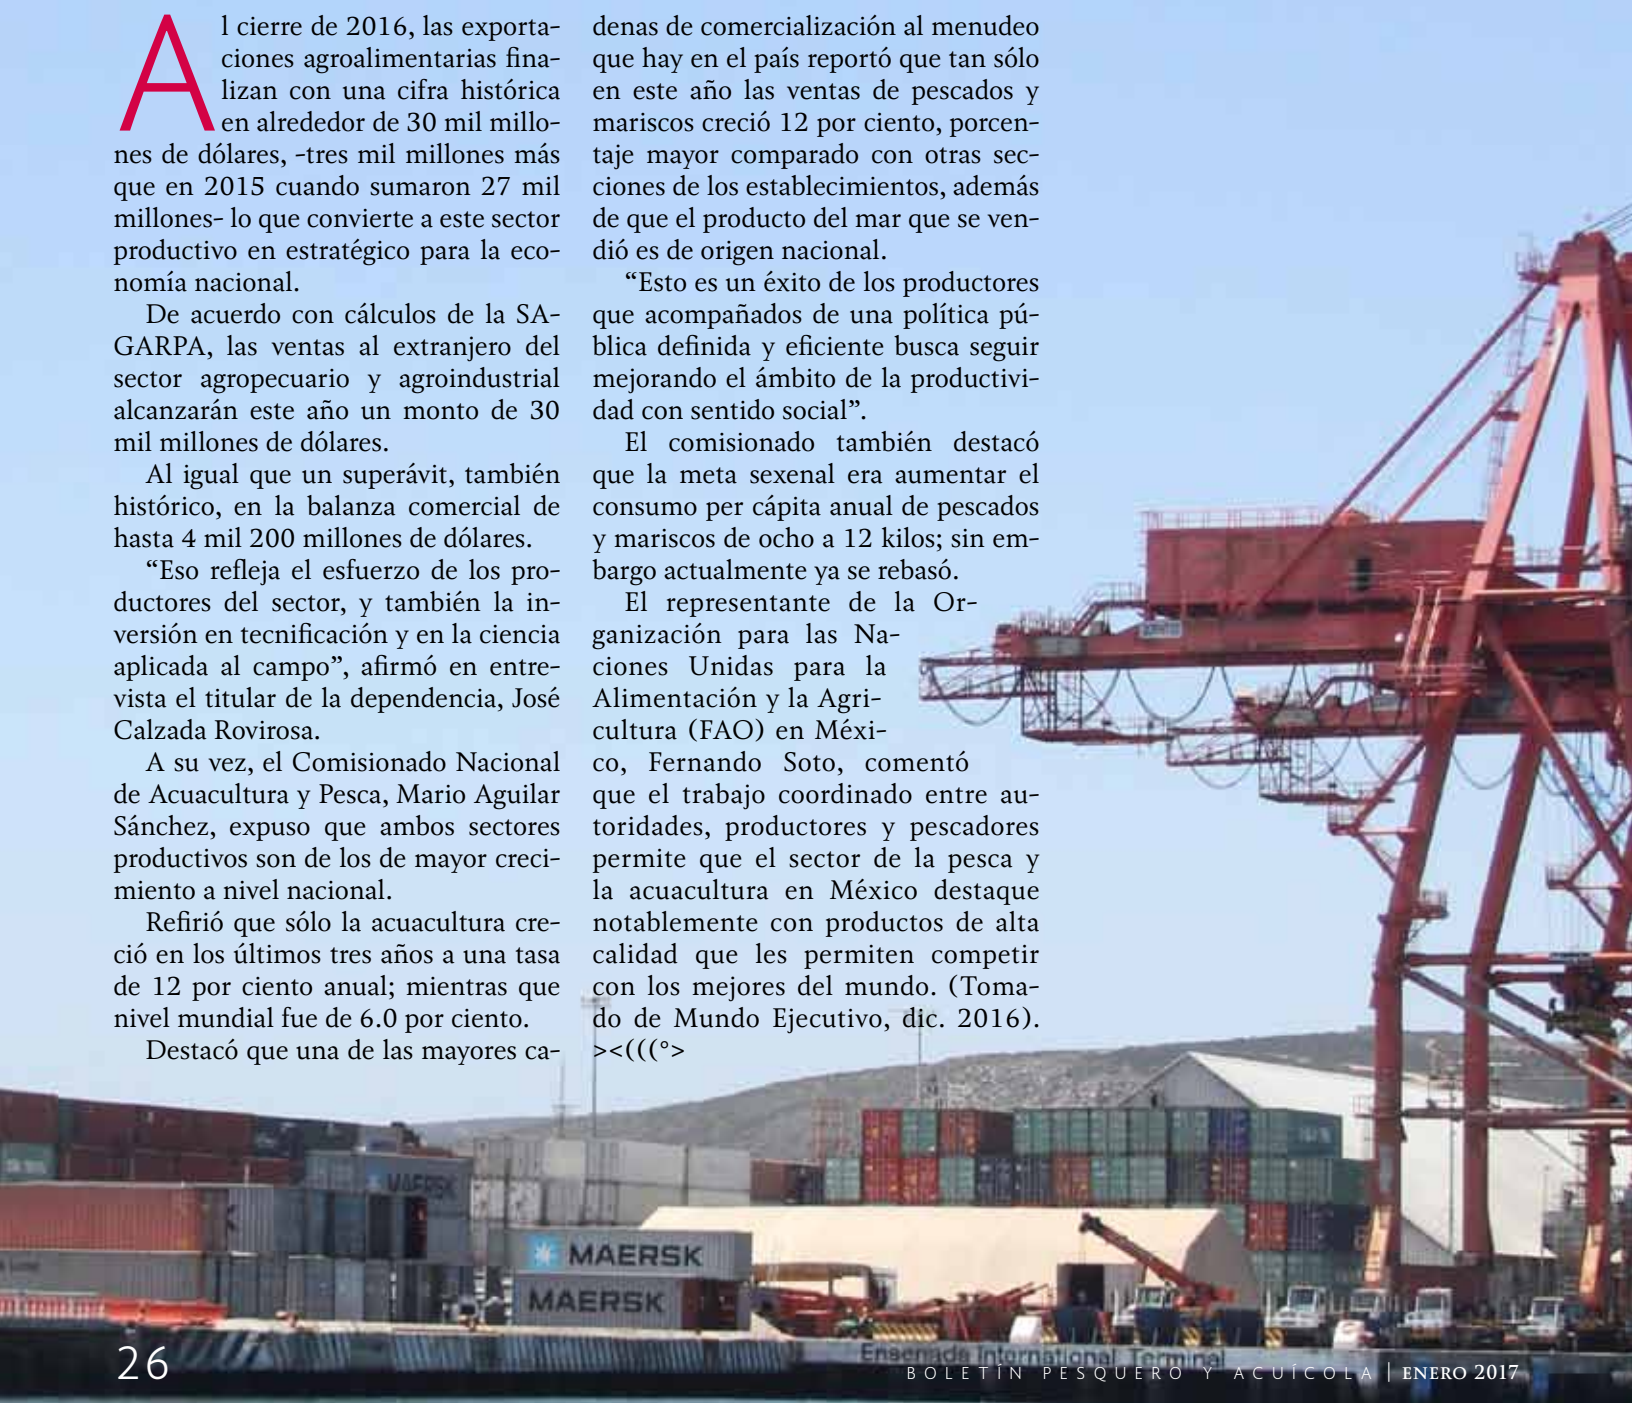 Al cierre de 2016, las exporta-
ciones agroalimentarias fina-
lizan con una cifra histórica
en alrededor de 30 mil millo-
nes de dólares, -tres mil millones más
que en 2015 cuando sumaron 27 mil
millones- lo que convierte a este sector
productivo en estratégico para la eco-
nomía nacional.
De acuerdo con cálculos de la SA-
GARPA, las ventas al extranjero del
sector agropecuario y agroindustrial
alcanzarán este año un monto de 30
mil millones de dólares.
Al igual que un superávit, también
histórico, en la balanza comercial de
hasta 4 mil 200 millones de dólares.
“Eso refleja el esfuerzo de los pro-
ductores del sector, y también la in-
versión en tecnificación y en la ciencia
aplicada al campo”, afirmó en entre-
vista el titular de la dependencia, José
Calzada Rovirosa.
A su vez, el Comisionado Nacional
de Acuacultura y Pesca, Mario Aguilar
Sánchez, expuso que ambos sectores
productivos son de los de mayor creci-
miento a nivel nacional.
Refirió que sólo la acuacultura cre-
ció en los últimos tres años a una tasa
de 12 por ciento anual; mientras que
nivel mundial fue de 6.0 por ciento.
Destacó que una de las mayores ca-
denas de comercialización al menudeo
que hay en el país reportó que tan sólo
en este año las ventas de pescados y
mariscos creció 12 por ciento, porcen-
taje mayor comparado con otras sec-
ciones de los establecimientos, además
de que el producto del mar que se ven-
dió es de origen nacional.
“Esto es un éxito de los productores
que acompañados de una política pú-
blica definida y eficiente busca seguir
mejorando el ámbito de la productivi-
dad con sentido social”.
El comisionado también destacó
que la meta sexenal era aumentar el
consumo per cápita anual de pescados
y mariscos de ocho a 12 kilos; sin em-
bargo actualmente ya se rebasó.
El representante de la Or-
ganización para las Na-
ciones Unidas para la
Alimentación y la Agri-
cultura (FAO) en Méxi-
co, Fernando Soto, comentó
que el trabajo coordinado entre au-
toridades, productores y pescadores
permite que el sector de la pesca y
la acuacultura en México destaque
notablemente con productos de alta
calidad que les permiten competir
con los mejores del mundo. (Toma-
do de Mundo Ejecutivo, dic. 2016).
><(((°>
MAERSK
MAERSK
MAERSK
Ensenada International Terminal
26
BOLETÍN PESQUERO Y ACUÍCOLA | ENERO 2017